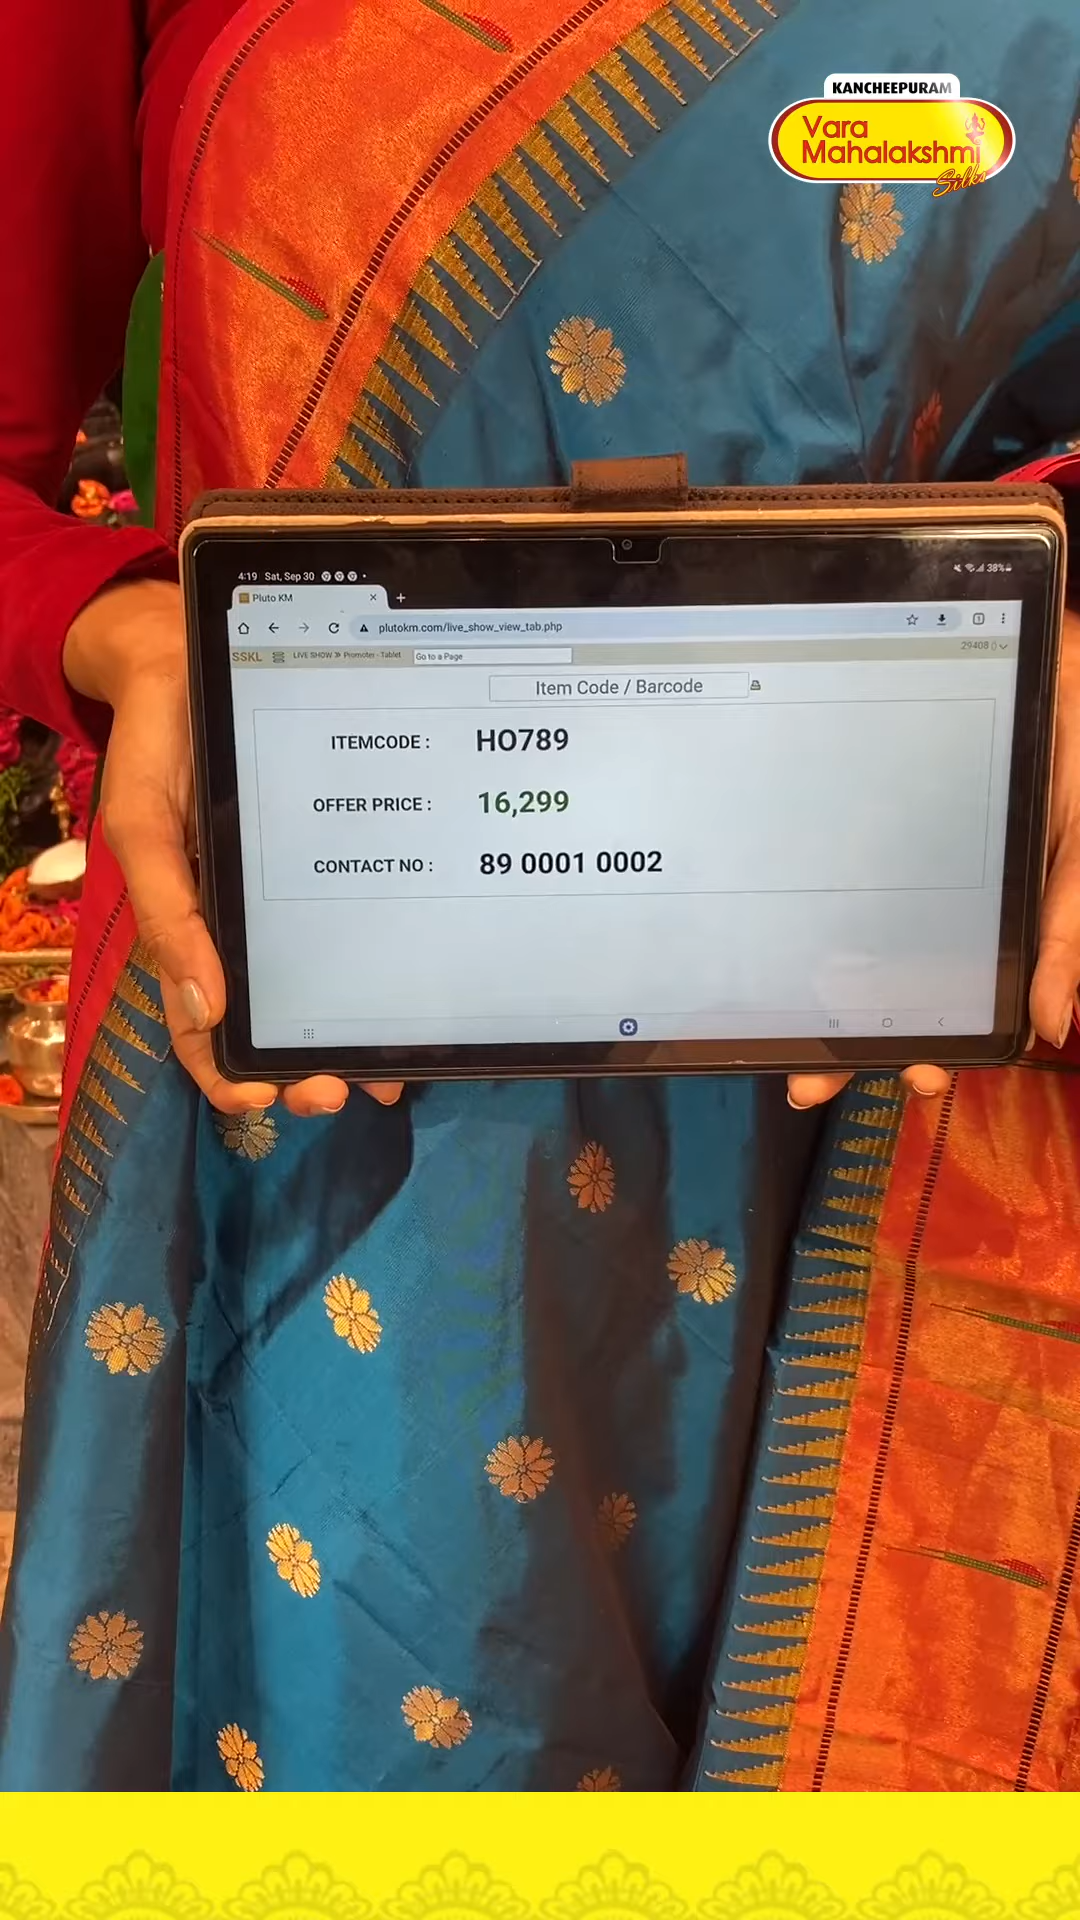 KANCHEEPURAM
Vara
Mahalakshmi
Silks
4:19 Sat, Sep 30
38%
Pluto KM
plutokm.com/live_show_view_tab.php
SSKL LIVE SHOW >> Promoter - Tablet Go to a Page 29408
Item Code / Barcode
ITEMCODE : HO789
OFFER PRICE : 16,299
CONTACT NO : 89 0001 0002